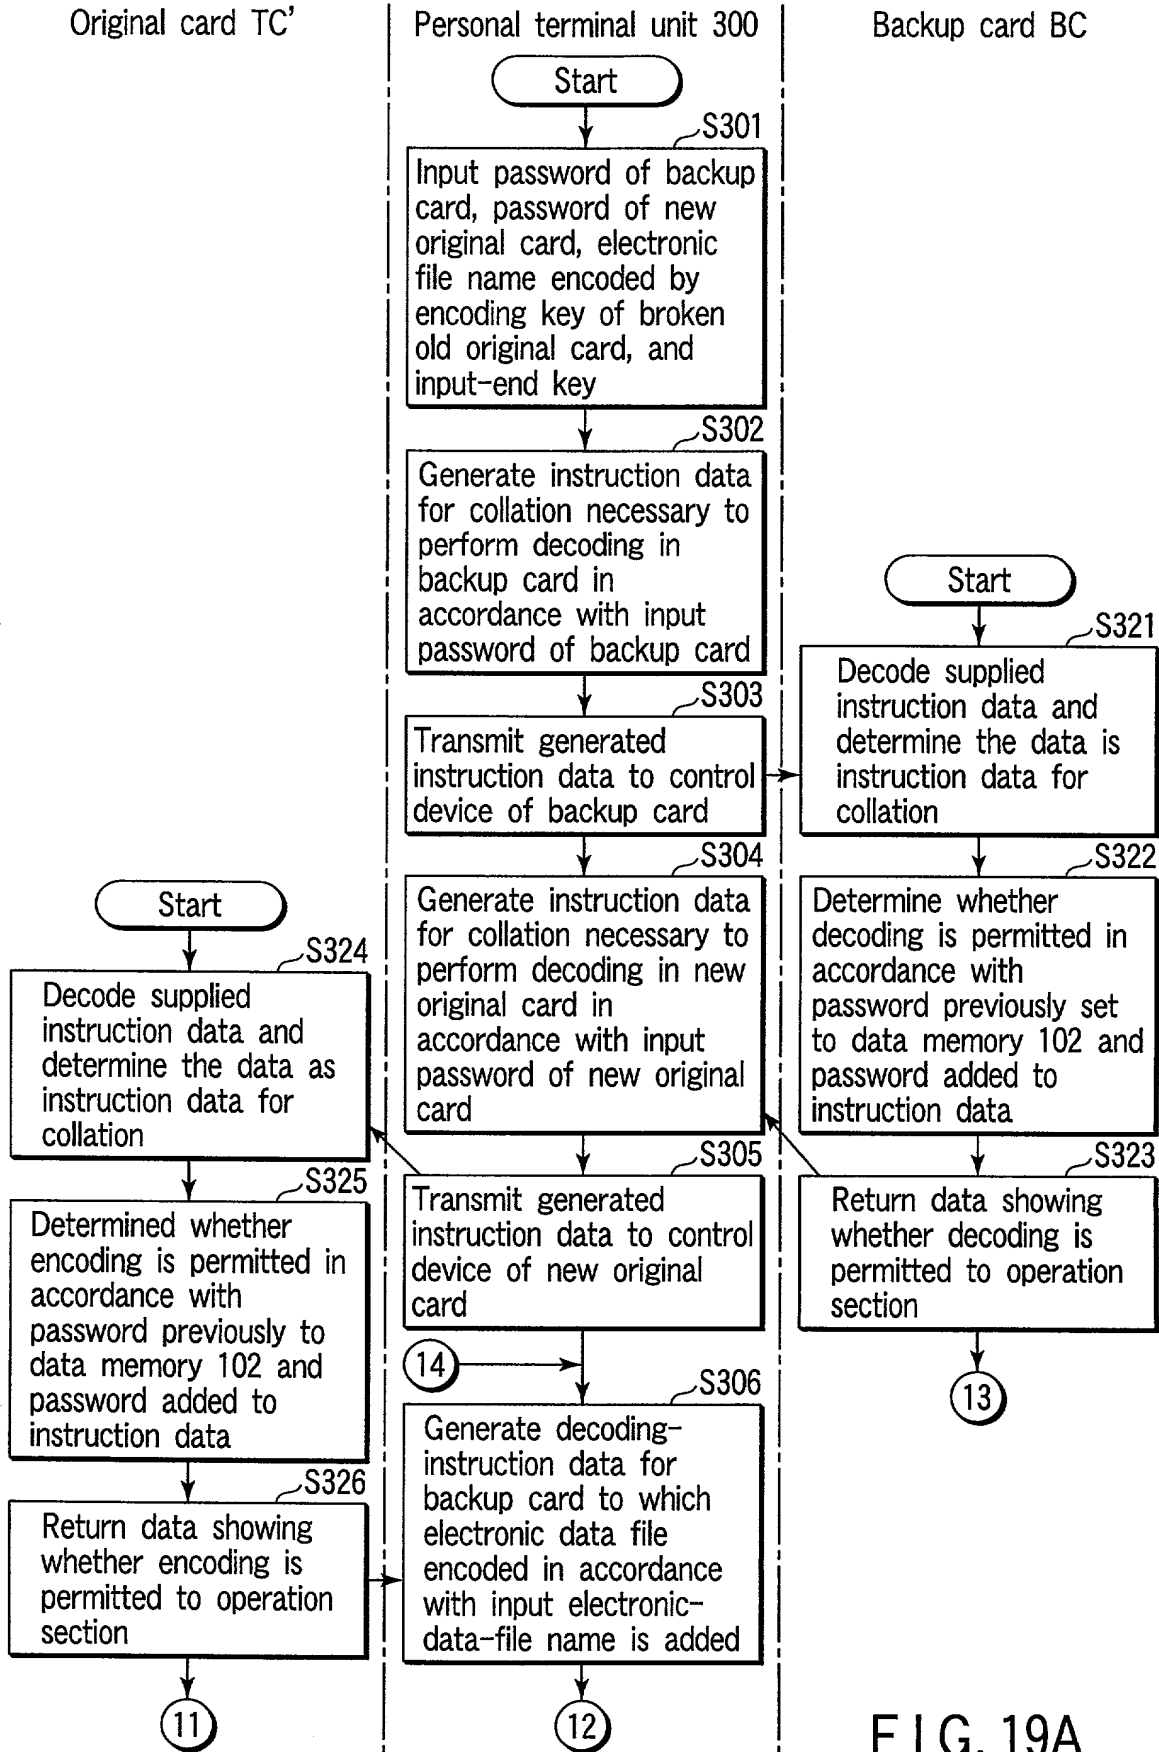 Original card TC'
Personal terminal unit 300
Backup card BC
Start
S301
Input password of backup
card, password of new
original card, electronic
file name encoded by
encoding key of broken
old original card, and
input-end key
S302
Generate instruction data
for collation necessary to
perform decoding in
backup card in
accordance with input
password of backup card
S303
Transmit generated
instruction data to control
device of backup card
Start
S321
Decode supplied
instruction data and
determine the data is
instruction data for
collation
S322
Determine whether
decoding is permitted in
accordance with
password previously set
to data memory 102 and
password added to
instruction data
S323
Return data showing
whether decoding is
permitted to operation
section
13
S304
Generate instruction data
for collation necessary to
perform decoding in new
original card in
accordance with input
password of new original
card
S305
Transmit generated
instruction data to control
device of new original
card
Start
S324
Decode supplied
instruction data and
determine the data as
instruction data for
collation
S325
Determined whether
encoding is permitted in
accordance with
password previously to
data memory 102 and
password added to
instruction data
S326
Return data showing
whether encoding is
permitted to operation
section
11
14
S306
Generate decoding-
instruction data for
backup card to which
electronic data file
encoded in accordance
with input electronic-
data-file name is added
12
FIG. 19A